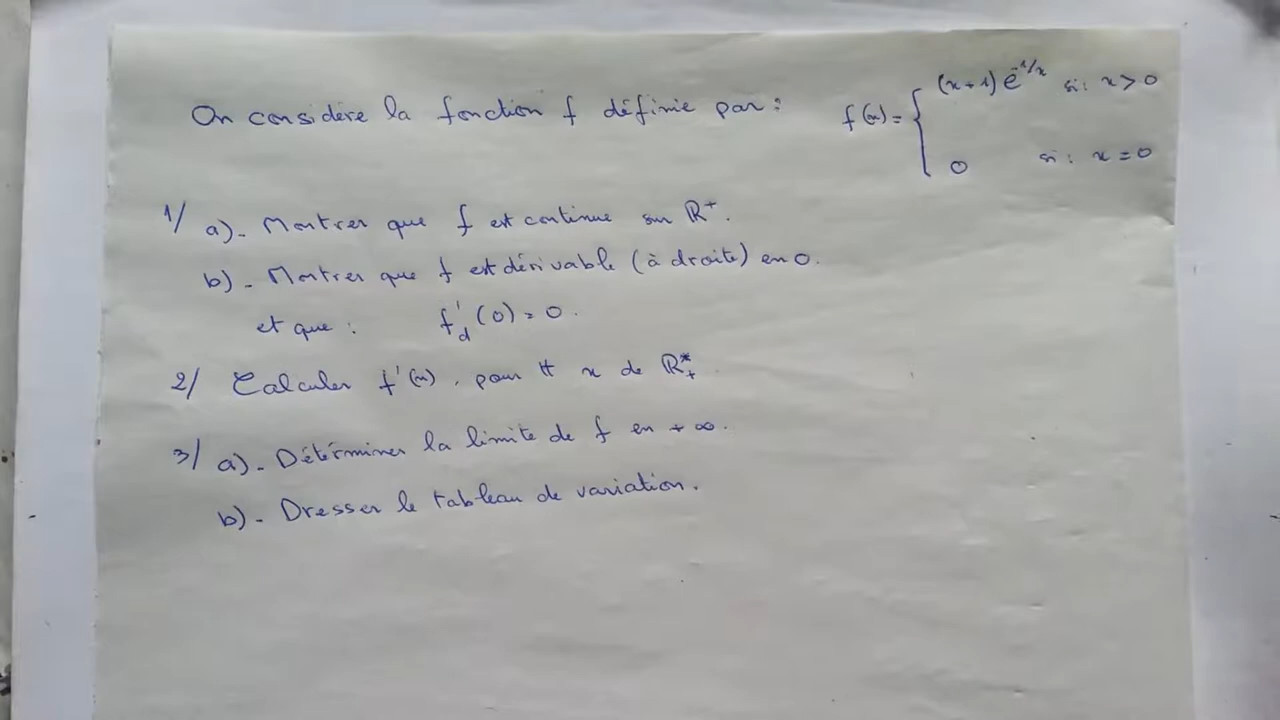 On considère la fonction f définie par : f(x) = { (x+1) e^{-1/x} si : x > 0
0 si : x = 0
1/ a)- Montrer que f est continue sur ℝ⁺.
b)- Montrer que f est dérivable (à droite) en 0.
et que : f'_d (0) = 0.
2/ Calculer f'(x), pour tt x de ℝ*₊
3/ a)- Détérminer la limite de f en +∞.
b)- Dresser le tableau de variation.